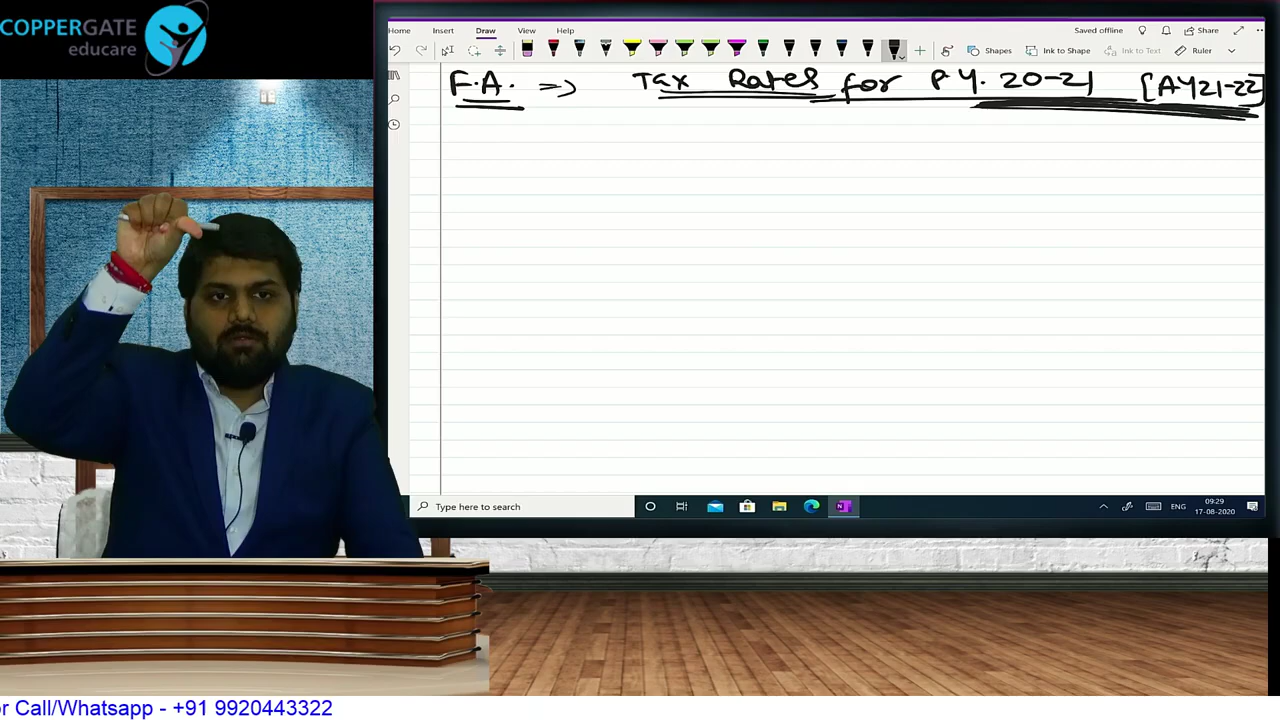 COPPERGATE
educare
Home Insert Draw View Help
Saved offline
Share
Shapes
Ink to Shape
Ink to Text
Ruler
F.A. => Tax Rates for P.Y. 20-21 [A.Y 21-22]
Type here to search
ENG
09:29
17-08-2020
or Call/Whatsapp - +91 9920443322